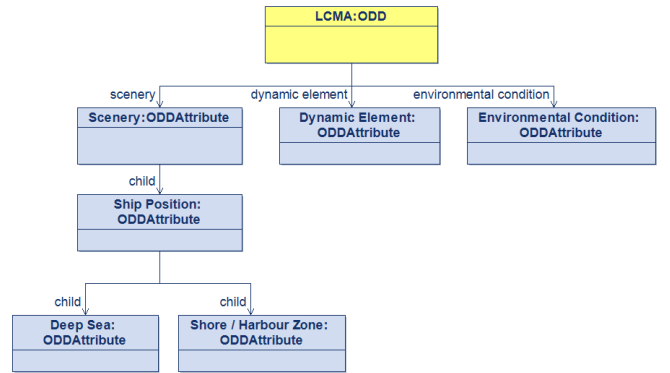 LCMA:ODD
scenery
dynamic element
environmental condition
Scenery:ODDAttribute
Dynamic Element:
ODDAttribute
Environmental Condition:
ODDAttribute
child
Ship Position:
ODDAttribute
child
child
Deep Sea:
ODDAttribute
Shore / Harbour Zone:
ODDAttribute